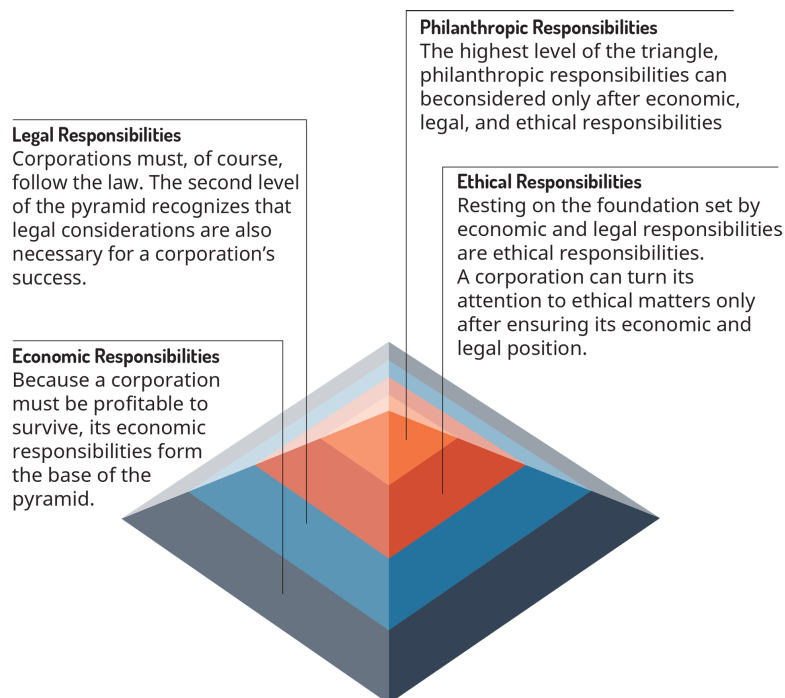 Philanthropic Responsibilities
The highest level of the triangle,
philanthropic responsibilities can
beconsidered only after economic,
legal, and ethical responsibilities
Legal Responsibilities
Corporations must, of course,
follow the law. The second level
of the pyramid recognizes that
legal considerations are also
necessary for a corporation’s
success.
Ethical Responsibilities
Resting on the foundation set by
economic and legal responsibilities
are ethical responsibilities.
A corporation can turn its
attention to ethical matters only
after ensuring its economic and
legal position.
Economic Responsibilities
Because a corporation
must be profitable to
survive, its economic
responsibilities form
the base of the
pyramid.